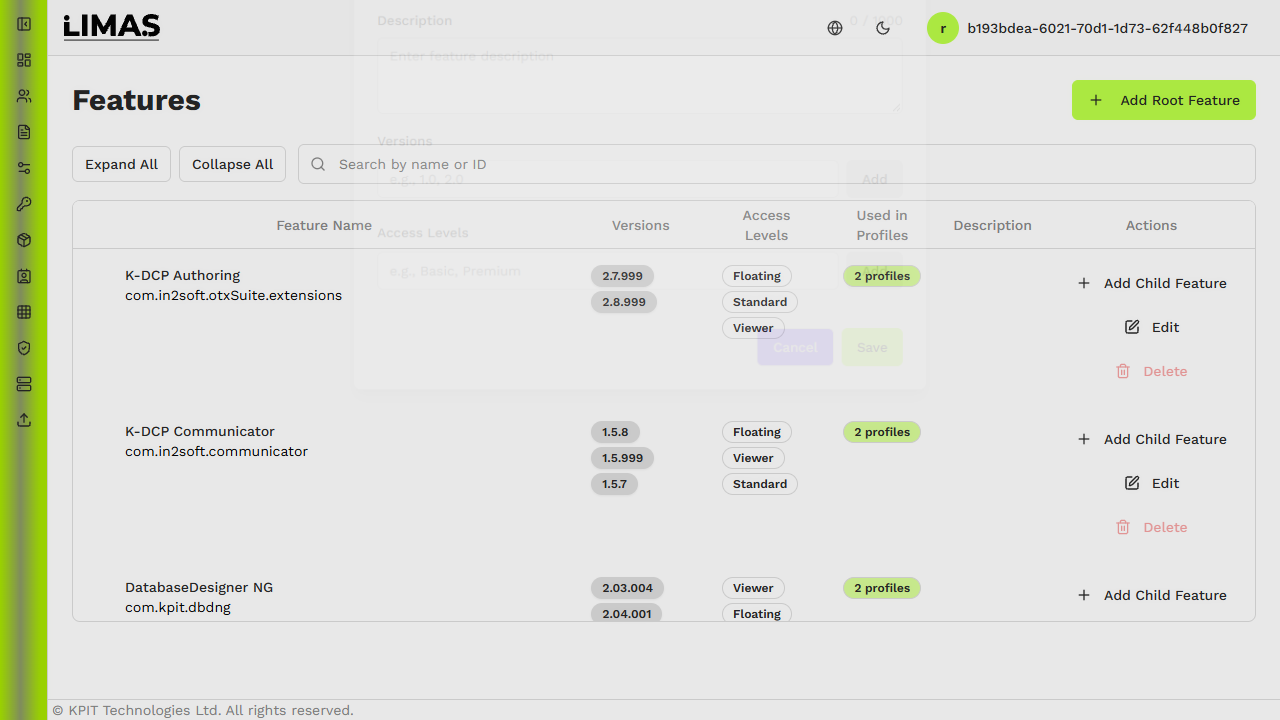 LIMAS
r
b193bdea-6021-70d1-1d73-62f448b0f827
Description
Enter feature description
Features
Add Root Feature
Versions
e.g., 1.0, 2.0
Add
Expand All
Collapse All
Search by name or ID
Feature Name
Versions
Access
Levels
Used in
Profiles
Description
Actions
Access Levels
e.g., Basic, Premium
Add
Cancel
Save
K-DCP Authoring
com.in2soft.otxSuite.extensions
2.7.999
2.8.999
Floating
Standard
Viewer
2 profiles
Add Child Feature
Edit
Delete
K-DCP Communicator
com.in2soft.communicator
1.5.8
1.5.999
1.5.7
Floating
Viewer
Standard
2 profiles
Add Child Feature
Edit
Delete
DatabaseDesigner NG
com.kpit.dbdng
2.03.004
2.04.001
Viewer
Floating
2 profiles
Add Child Feature
© KPIT Technologies Ltd. All rights reserved.